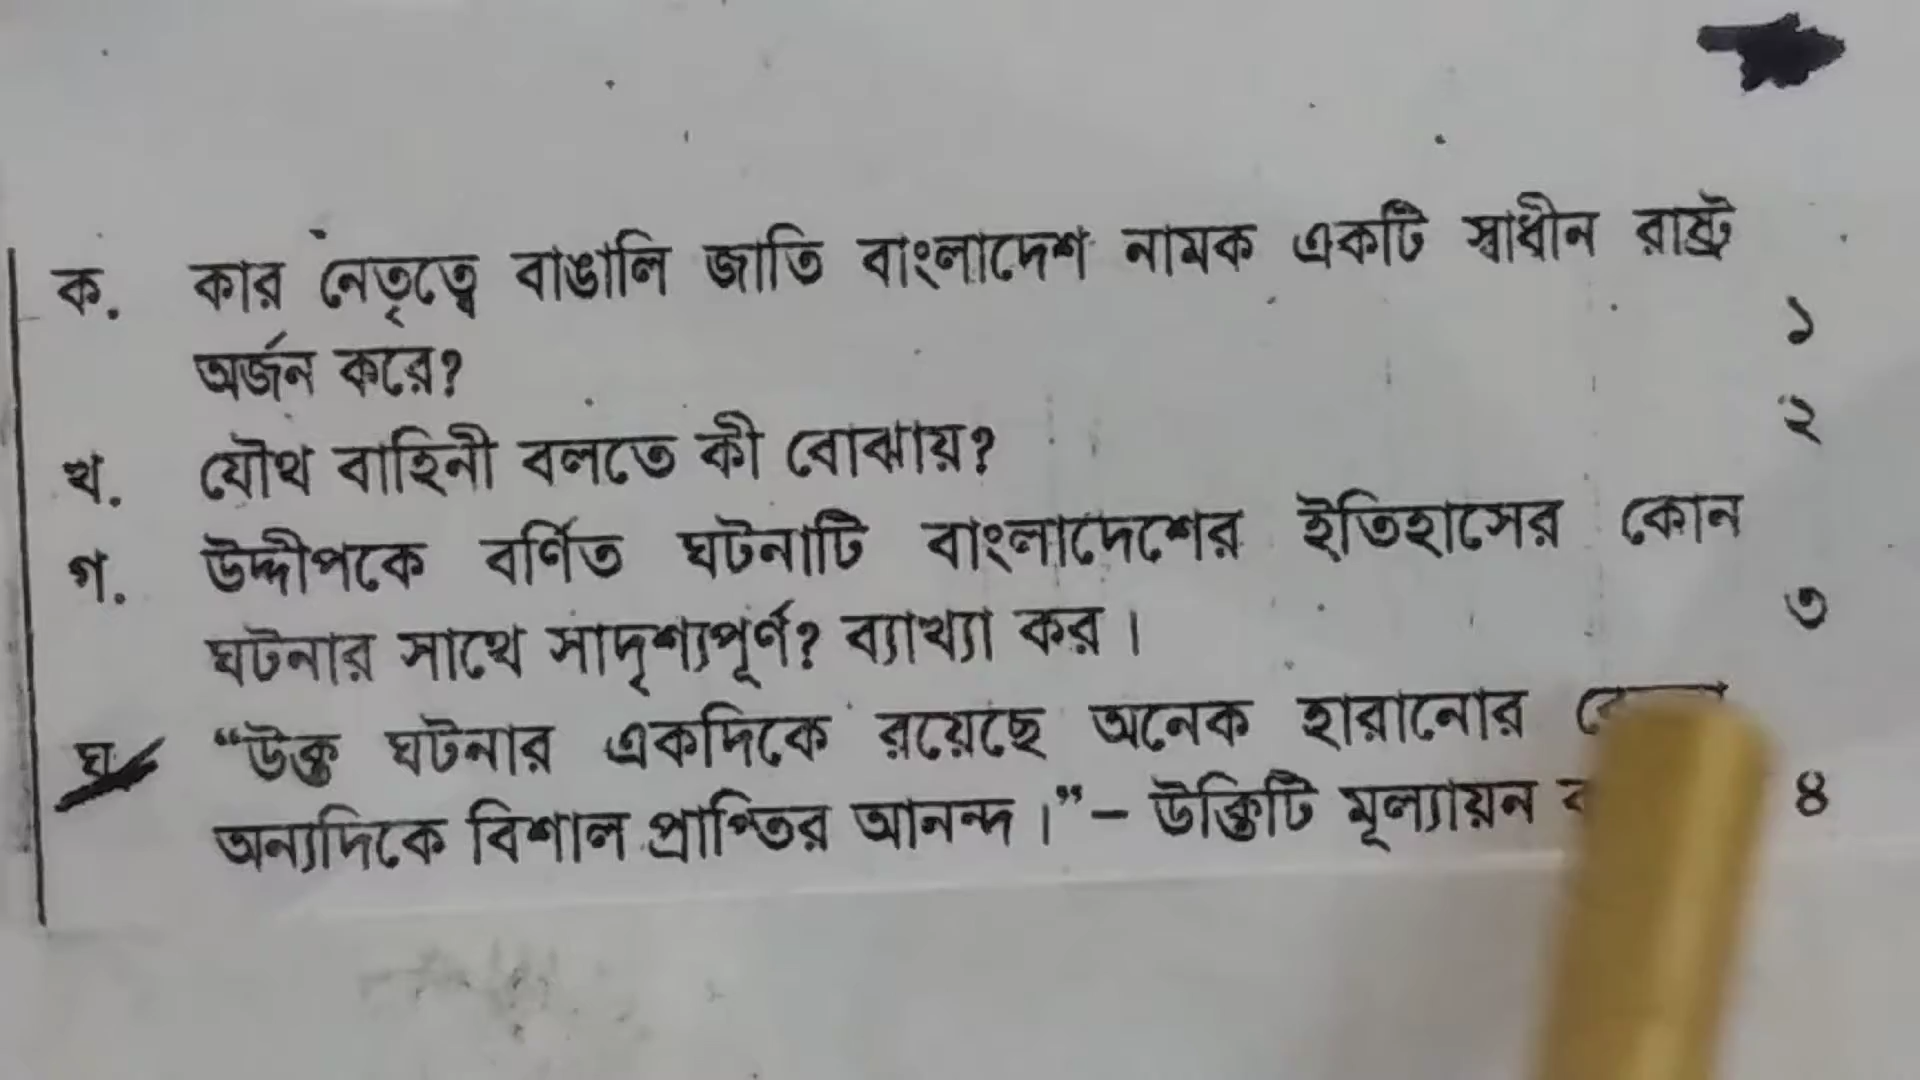 ক. কার নেতৃত্বে বাঙালি জাতি বাংলাদেশ নামক একটি স্বাধীন রাষ্ট্র
অর্জন করে? ১
খ. যৌথ বাহিনী বলতে কী বোঝায়? ২
গ. উদ্দীপকে বর্ণিত ঘটনাটি বাংলাদেশের ইতিহাসের কোন
ঘটনার সাথে সাদৃশ্যপূর্ণ? ব্যাখ্যা কর। ৩
ঘ. “উক্ত ঘটনার একদিকে রয়েছে অনেক হারানোর
অন্যদিকে বিশাল প্রাপ্তির আনন্দ।”– উক্তিটি মূল্যায়ন ৪